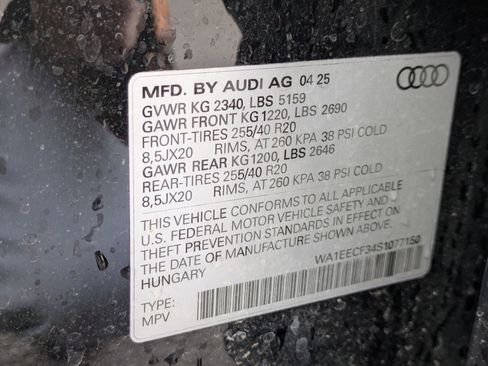 MFD. BY AUDI AG 04 25
GVWR KG 2340, LBS 5159
GAWR FRONT KG 1220, LBS 2690
FRONT-TIRES 255/40 R20
8,5JX20 RIMS, AT 260 KPA 38 PSI COLD
GAWR REAR KG1200, LBS 2646
REAR-TIRES 255/40 R20
8,5JX20 RIMS, AT 260 KPA 38 PSI COLD
THIS VEHICLE CONFORMS TO ALL APPLICABLE
U.S. FEDERAL MOTOR VEHICLE SAFETY AND
THEFT PREVENTION STANDARDS IN EFFECT ON
THE DATE OF MANUFACTURE SHOWN ABOVE.
HUNGARY
WA1EECF34S1077150
TYPE:
MPV